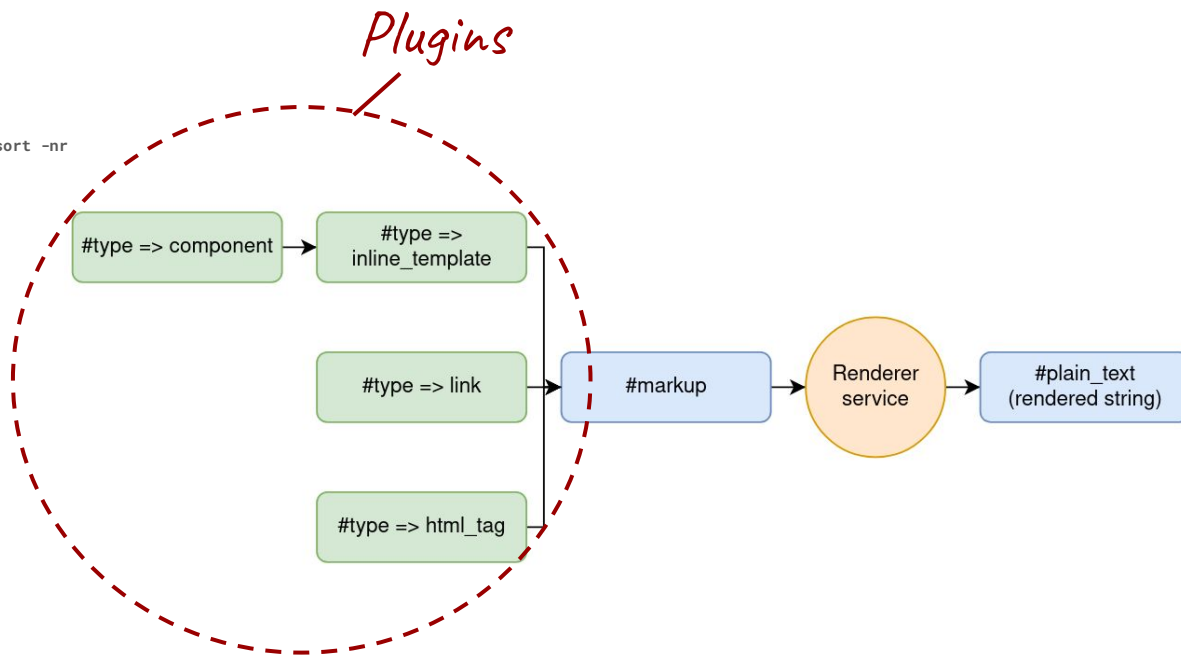 Plugins
sort -nr
#type => component
#type =>
inline_template
#type => link
#markup
Renderer
service
#plain_text
(rendered string)
#type => html_tag